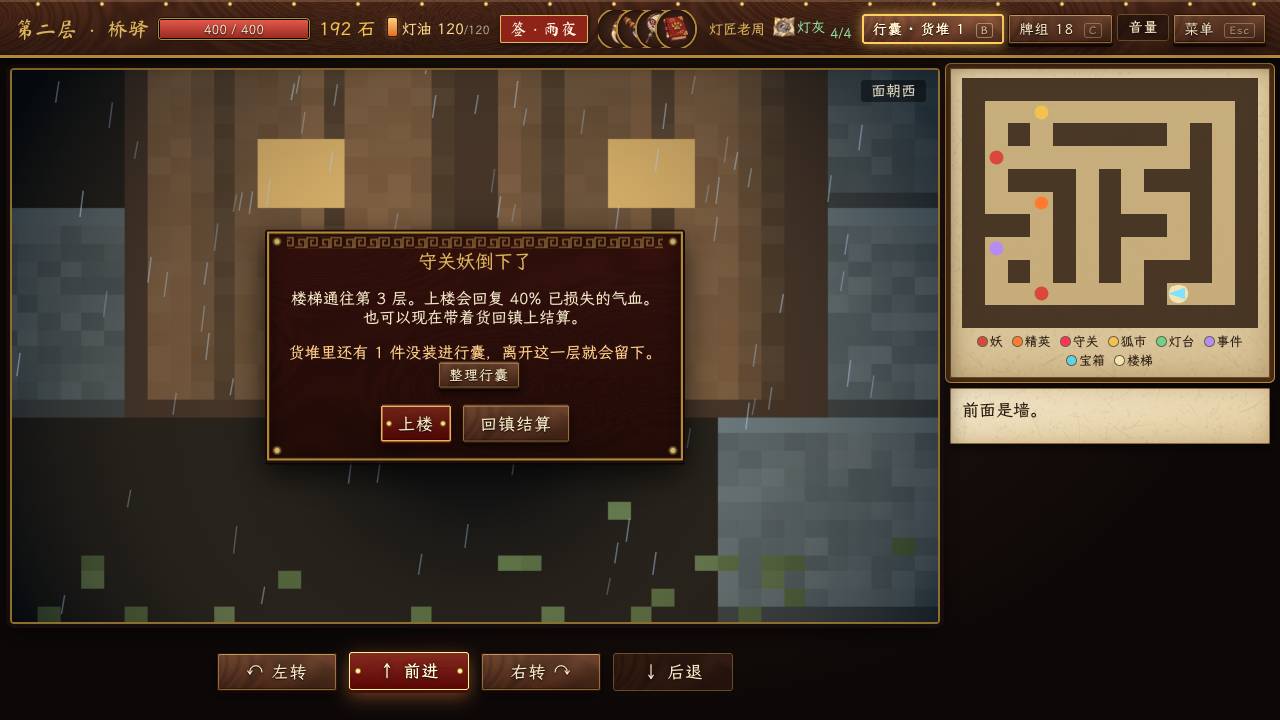 第二层 · 桥驿
400 / 400
192 石
灯油 120/120
签 · 雨夜
灯匠老周
灯灰 4/4
行囊 · 货堆 1 B
牌组 18 C
音量
菜单 Esc
面朝西
守关妖倒下了
楼梯通往第 3 层。上楼会回复 40% 已损失的气血。
也可以现在带着货回镇上结算。
货堆里还有 1 件没装进行囊，离开这一层就会留下。
整理行囊
上楼
回镇结算
妖 精英 守关 狐市 灯台 事件
宝箱 楼梯
前面是墙。
↶ 左转
↑ 前进
右转 ↷
↓ 后退